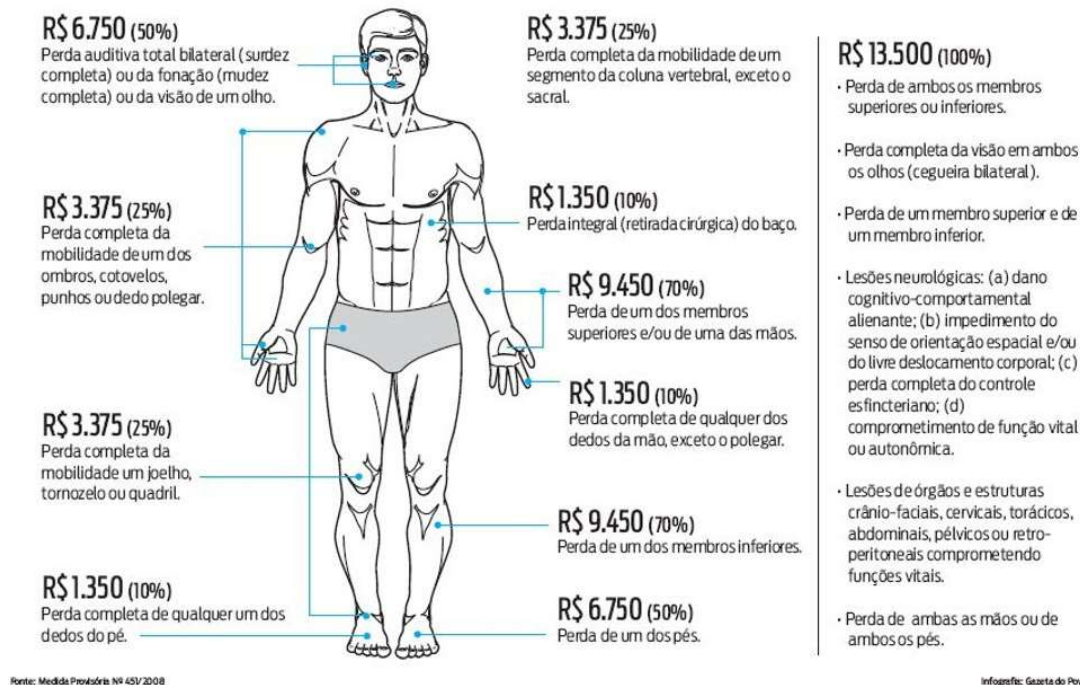 R$ 6.750 (50%)
Perda auditiva total bilateral (surdez
completa) ou da fonação (mudez
completa) ou da visão de um olho.
R$ 3.375 (25%)
Perda completa da mobilidade de um
segmento da coluna vertebral, exceto o
sacral.
R$ 3.375 (25%)
Perda completa da
mobilidade de um dos
ombros, cotovelos,
punhos ou dedo polegar.
R$ 1.350 (10%)
Perda integral (retirada cirúrgica) do baço.
R$ 9.450 (70%)
Perda de um dos membros
superiores e/ou de uma das mãos.
R$ 1.350 (10%)
Perda completa de qualquer dos
dedos da mão, exceto o polegar.
R$ 3.375 (25%)
Perda completa da
mobilidade um joelho,
tornozelo ou quadril.
R$ 9.450 (70%)
Perda de um dos membros inferiores.
R$ 1.350 (10%)
Perda completa de qualquer um dos
dedos do pé.
R$ 6.750 (50%)
Perda de um dos pés.
R$ 13.500 (100%)
• Perda de ambos os membros
superiores ou inferiores.
• Perda completa da visão em ambos
os olhos (cegueira bilateral).
• Perda de um membro superior e de
um membro inferior.
• Lesões neurológicas: (a) dano
cognitivo-comportamental
alienante; (b) impedimento do
senso de orientação espacial e/ou
do livre deslocamento corporal; (c)
perda completa do controle
esfincteriano; (d)
comprometimento de função vital
ou autonômica.
• Lesões de órgãos e estruturas
crânio-faciais, cervicais, torácicos,
abdominais, pélvicos ou retro-
peritoneais comprometendo
funções vitais.
• Perda de ambas as mãos ou de
ambos os pés.
Fonte: Medida Provisória Nº 451/2008
Infografia: Gazeta do Pov